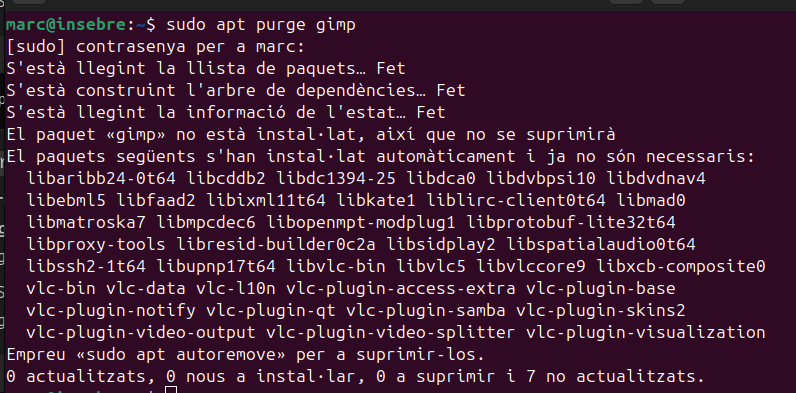 marc@insebre:~$ sudo apt purge gimp
[sudo] contrasenya per a marc:
S'està llegint la llista de paquets… Fet
S'està construint l'arbre de dependències… Fet
S'està llegint la informació de l'estat… Fet
El paquet «gimp» no està instal·lat, així que no se suprimirà
El paquets següents s'han instal·lat automàticament i ja no són necessaris:
libaribb24-0t64 libcddb2 libdc1394-25 libdca0 libdvbpsi10 libdvdnav4
libebml5 libfaad2 libixml11t64 libkate1 liblirc-client0t64 libmad0
libmatroska7 libmpcdec6 libopenmpt-modplug1 libprotobuf-lite32t64
libproxy-tools libresid-builder0c2a libsidplay2 libspatialaudio0t64
libssh2-1t64 libupnp17t64 libvlc-bin libvlc5 libvlccore9 libxcb-composite0
vlc-bin vlc-data vlc-l10n vlc-plugin-access-extra vlc-plugin-base
vlc-plugin-notify vlc-plugin-qt vlc-plugin-samba vlc-plugin-skins2
vlc-plugin-video-output vlc-plugin-video-splitter vlc-plugin-visualization
Empreu «sudo apt autoremove» per a suprimir-los.
0 actualitzats, 0 nous a instal·lar, 0 a suprimir i 7 no actualitzats.